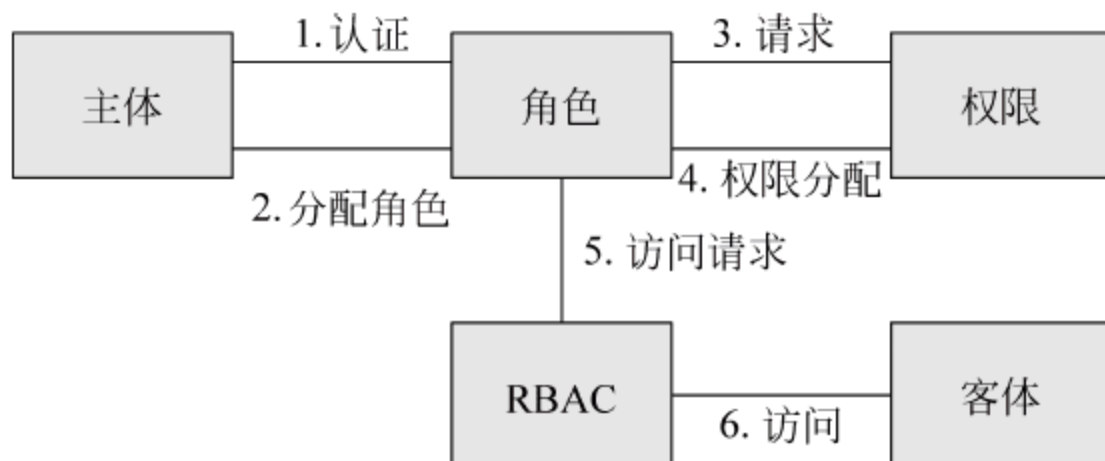 1. 认证
3. 请求
主体
角色
权限
2. 分配角色
4. 权限分配
5. 访问请求
RBAC
客体
6. 访问